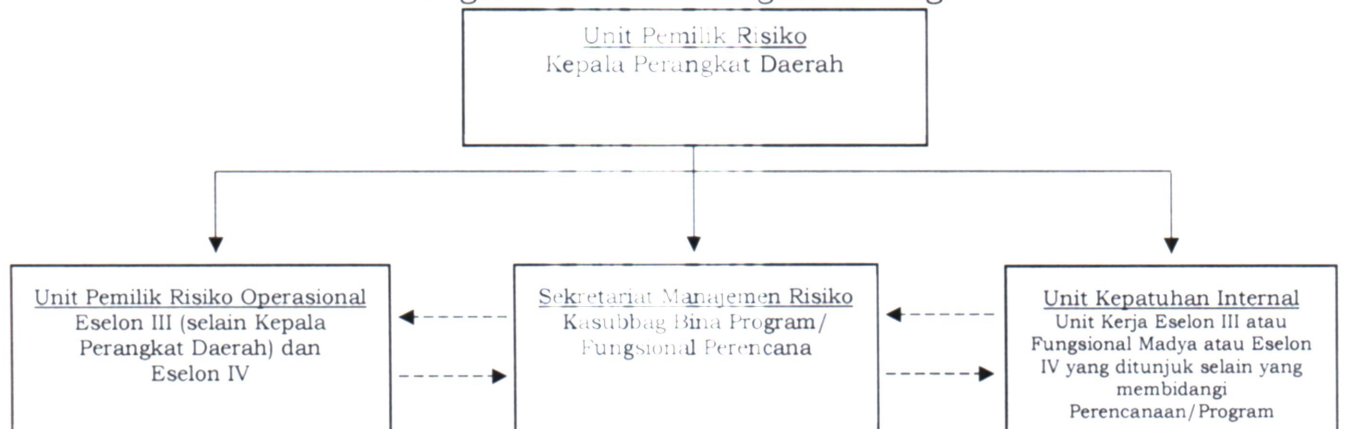 Unit Pemilik Risiko
Kepala Perangkat Daerah
Unit Pemilik Risiko Operasional
Eselon III (selain Kepala
Perangkat Daerah) dan
Eselon IV
Sekretariat Manajemen Risiko
Kasubbag Bina Program/
Fungsional Perencana
Unit Kepatuhan Internal
Unit Kerja Eselon III atau
Fungsional Madya atau Eselon
IV yang ditunjuk selain yang
membidangi
Perencanaan/Program